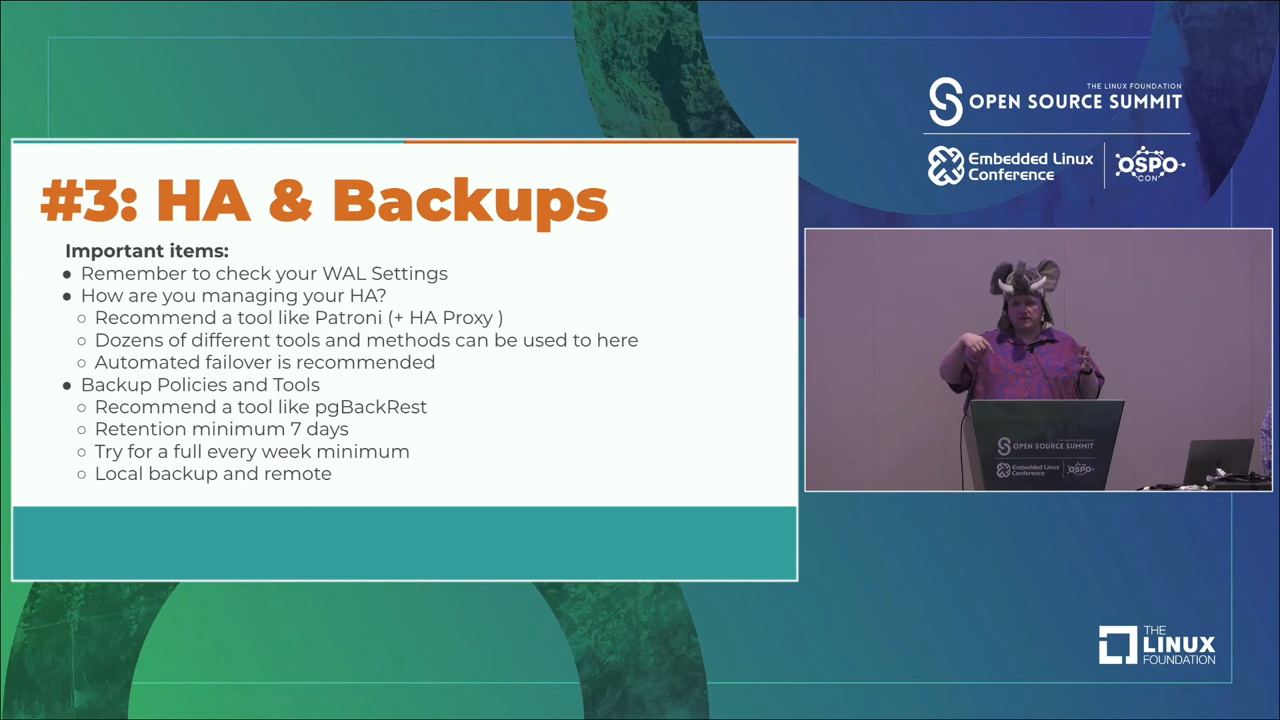 THE LINUX FOUNDATION
OPEN SOURCE SUMMIT
Embedded Linux
Conference
OSPO
CON
#3: HA & Backups
Important items:
● Remember to check your WAL Settings
● How are you managing your HA?
○ Recommend a tool like Patroni (+ HA Proxy )
○ Dozens of different tools and methods can be used to here
○ Automated failover is recommended
● Backup Policies and Tools
○ Recommend a tool like pgBackRest
○ Retention minimum 7 days
○ Try for a full every week minimum
○ Local backup and remote
OPEN SOURCE SUMMIT
Embedded Linux
Conference
OSPO
THE
LINUX
FOUNDATION